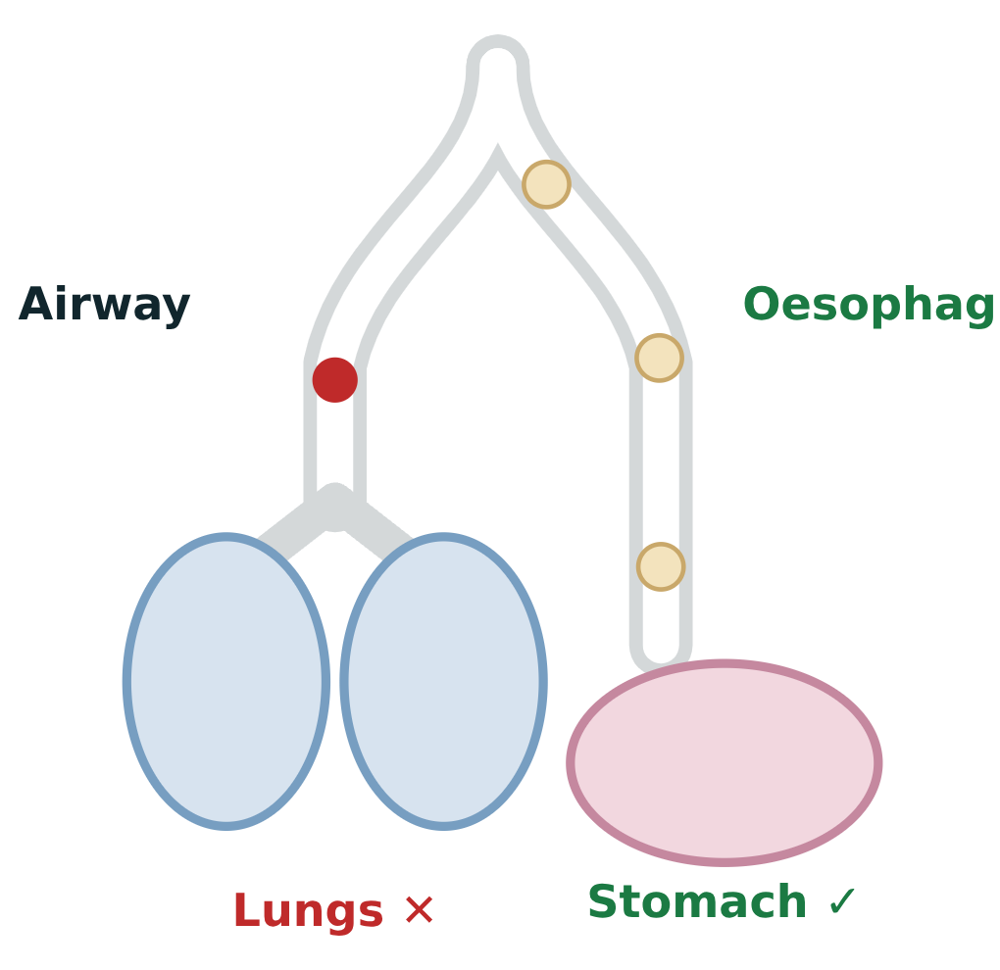 Airway
Oesophag
Lungs ✕
Stomach ✓